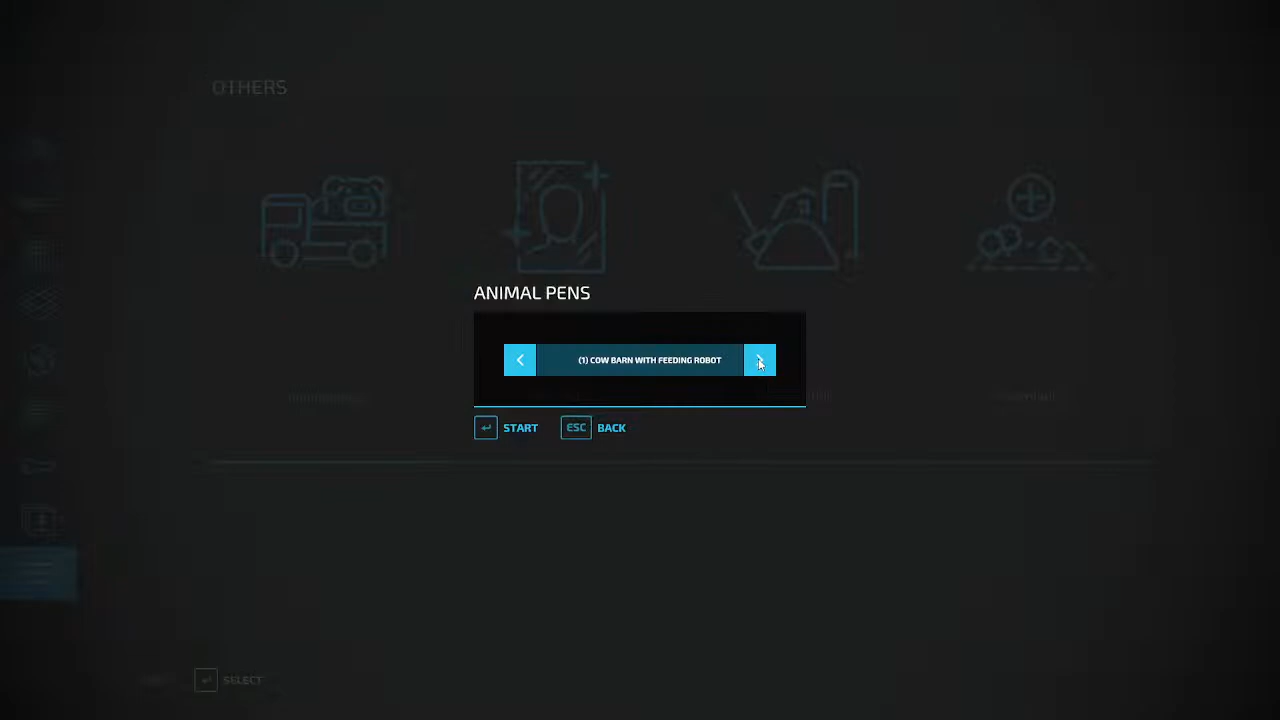 OTHERS
ANIMAL PENS
(1) COW BARN WITH FEEDING ROBOT
START
ESC BACK
SELECT